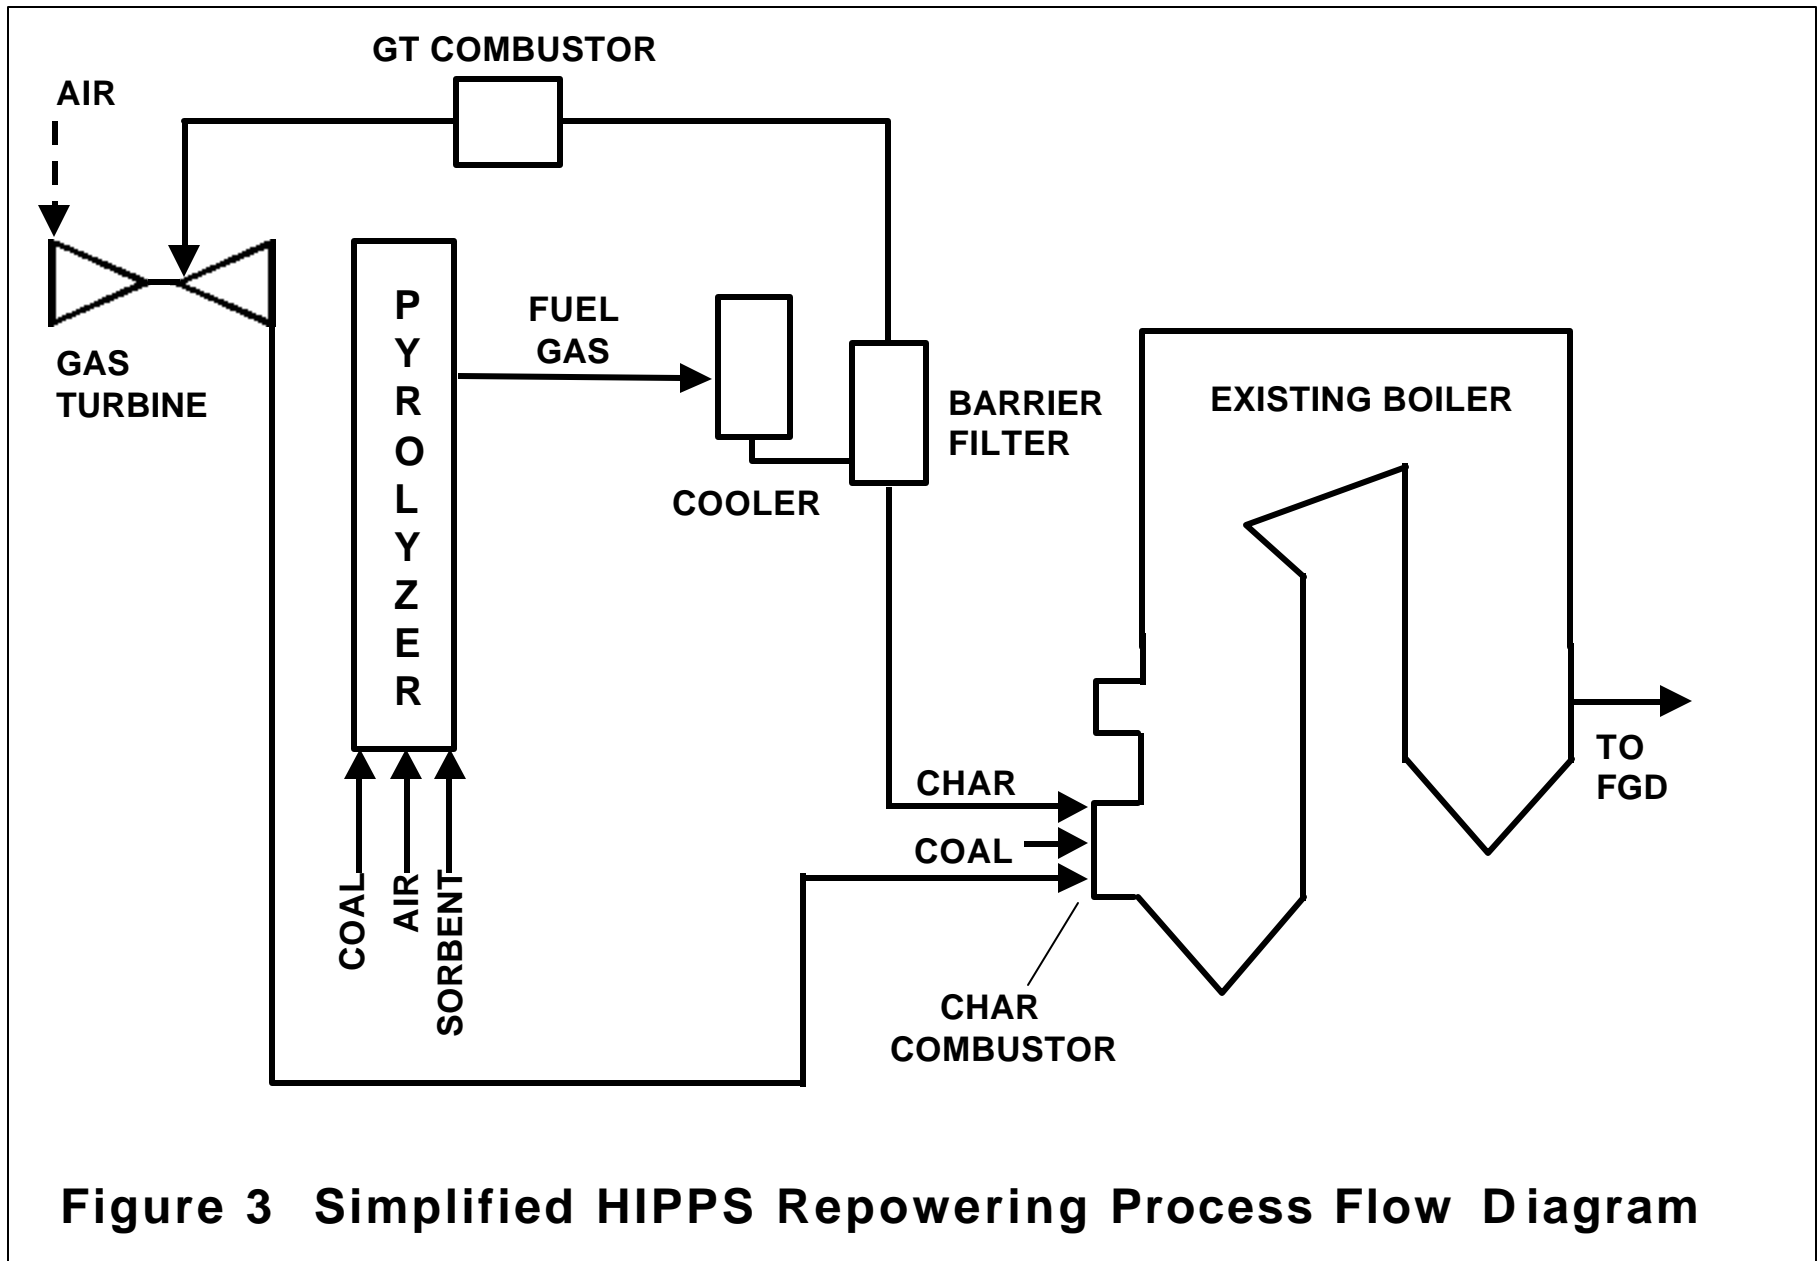 GT COMBUSTOR
AIR
GAS
TURBINE
PYROLYZER
FUEL
GAS
COOLER
BARRIER
FILTER
EXISTING BOILER
TO
FGD
CHAR
COAL
COAL
AIR
SORBENT
CHAR
COMBUSTOR
Figure 3 Simplified HIPPS Repowering Process Flow Diagram